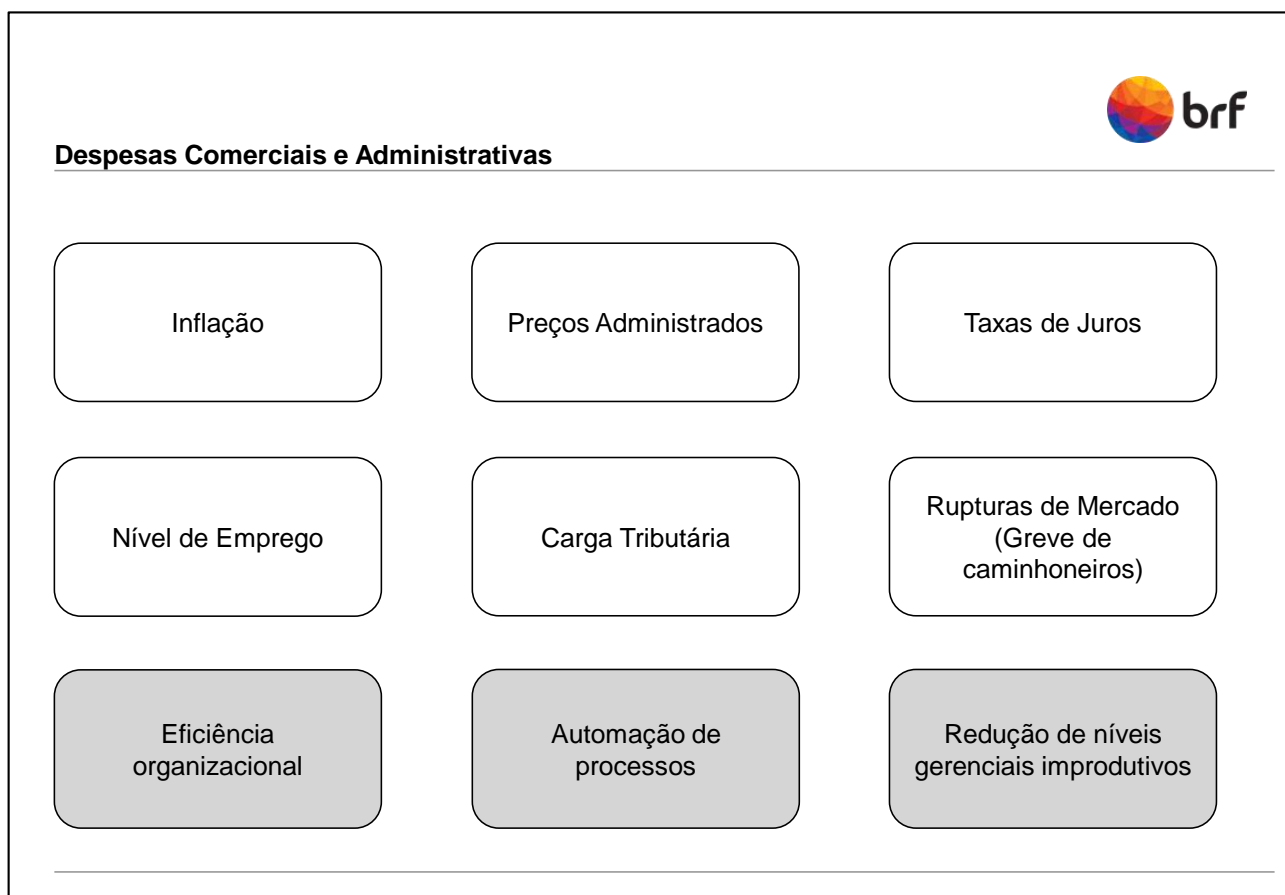 brf
Despesas Comerciais e Administrativas
Inflação
Preços Administrados
Taxas de Juros
Nível de Emprego
Carga Tributária
Rupturas de Mercado
(Greve de
caminhoneiros)
Eficiência
organizacional
Automação de
processos
Redução de níveis
gerenciais improdutivos